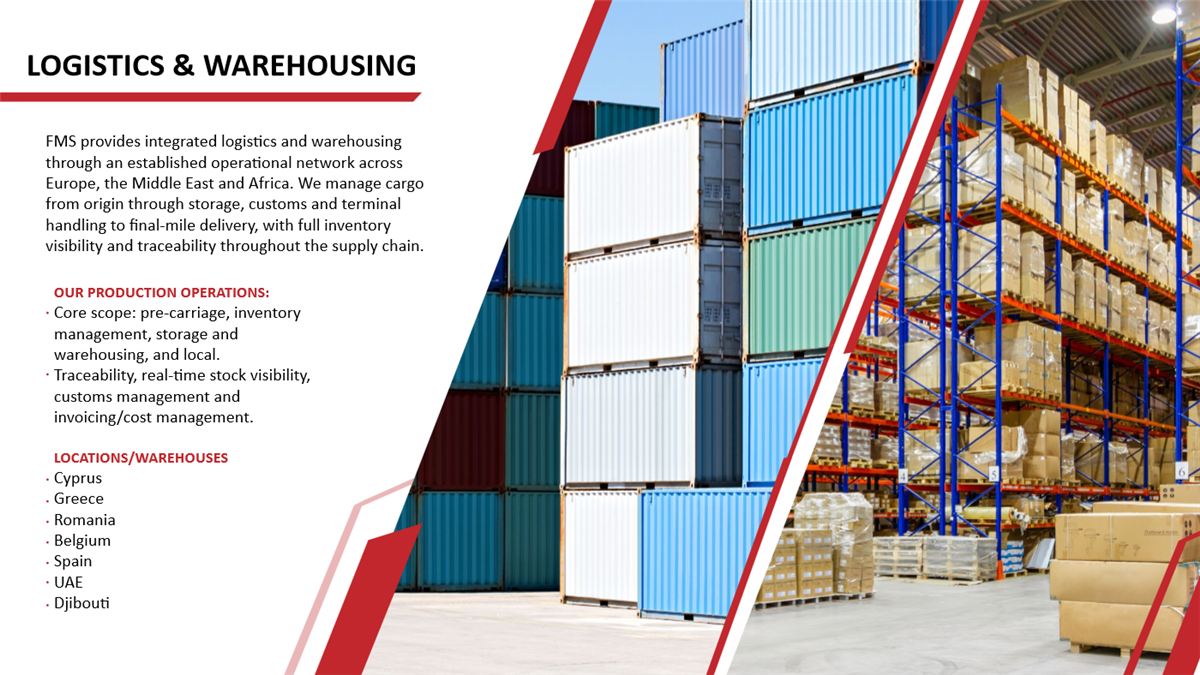 LOGISTICS & WAREHOUSING
FMS provides integrated logistics and warehousing
through an established operational network across
Europe, the Middle East and Africa. We manage cargo
from origin through storage, customs and terminal
handling to final-mile delivery, with full inventory
visibility and traceability throughout the supply chain.
OUR PRODUCTION OPERATIONS:
· Core scope: pre-carriage, inventory
management, storage and
warehousing, and local.
· Traceability, real-time stock visibility,
customs management and
invoicing/cost management.
LOCATIONS/WAREHOUSES
· Cyprus
· Greece
· Romania
· Belgium
· Spain
· UAE
· Djibouti
4
5
6